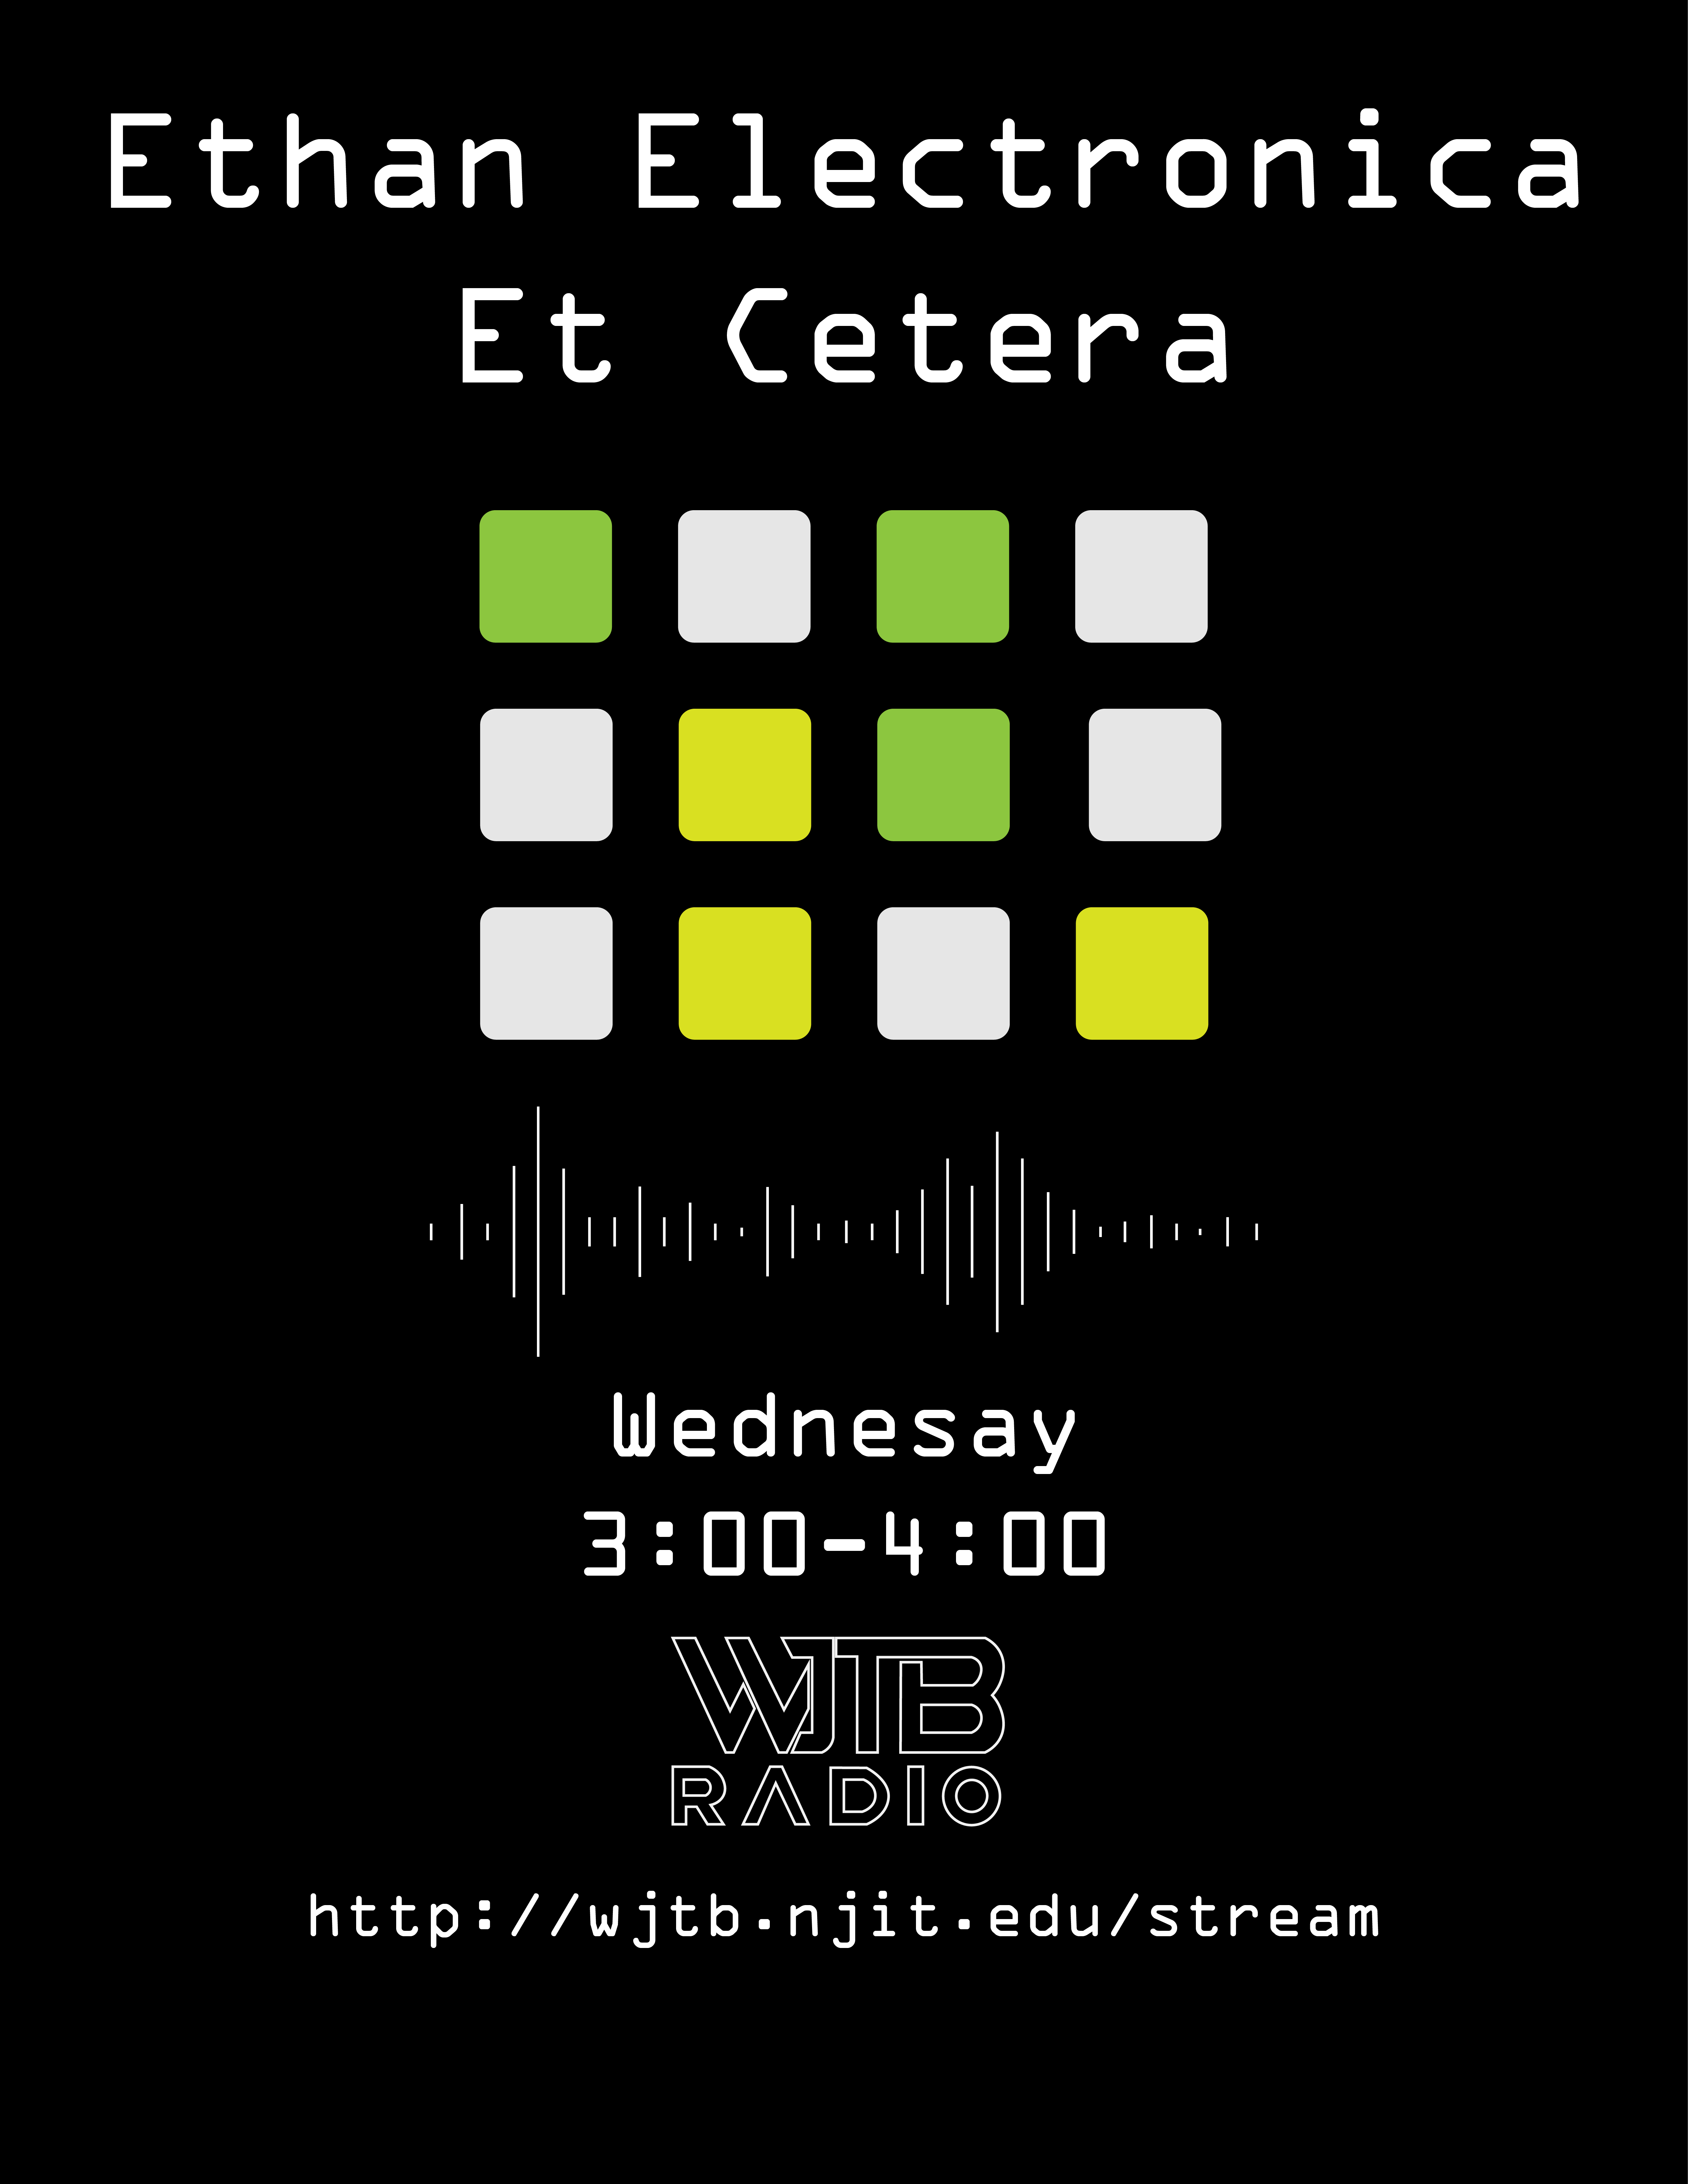 Ethan Electronica
Et Cetera
Wednesay
3:00-4:00
WJTB
RADIO
http://wjtb.njit.edu/stream